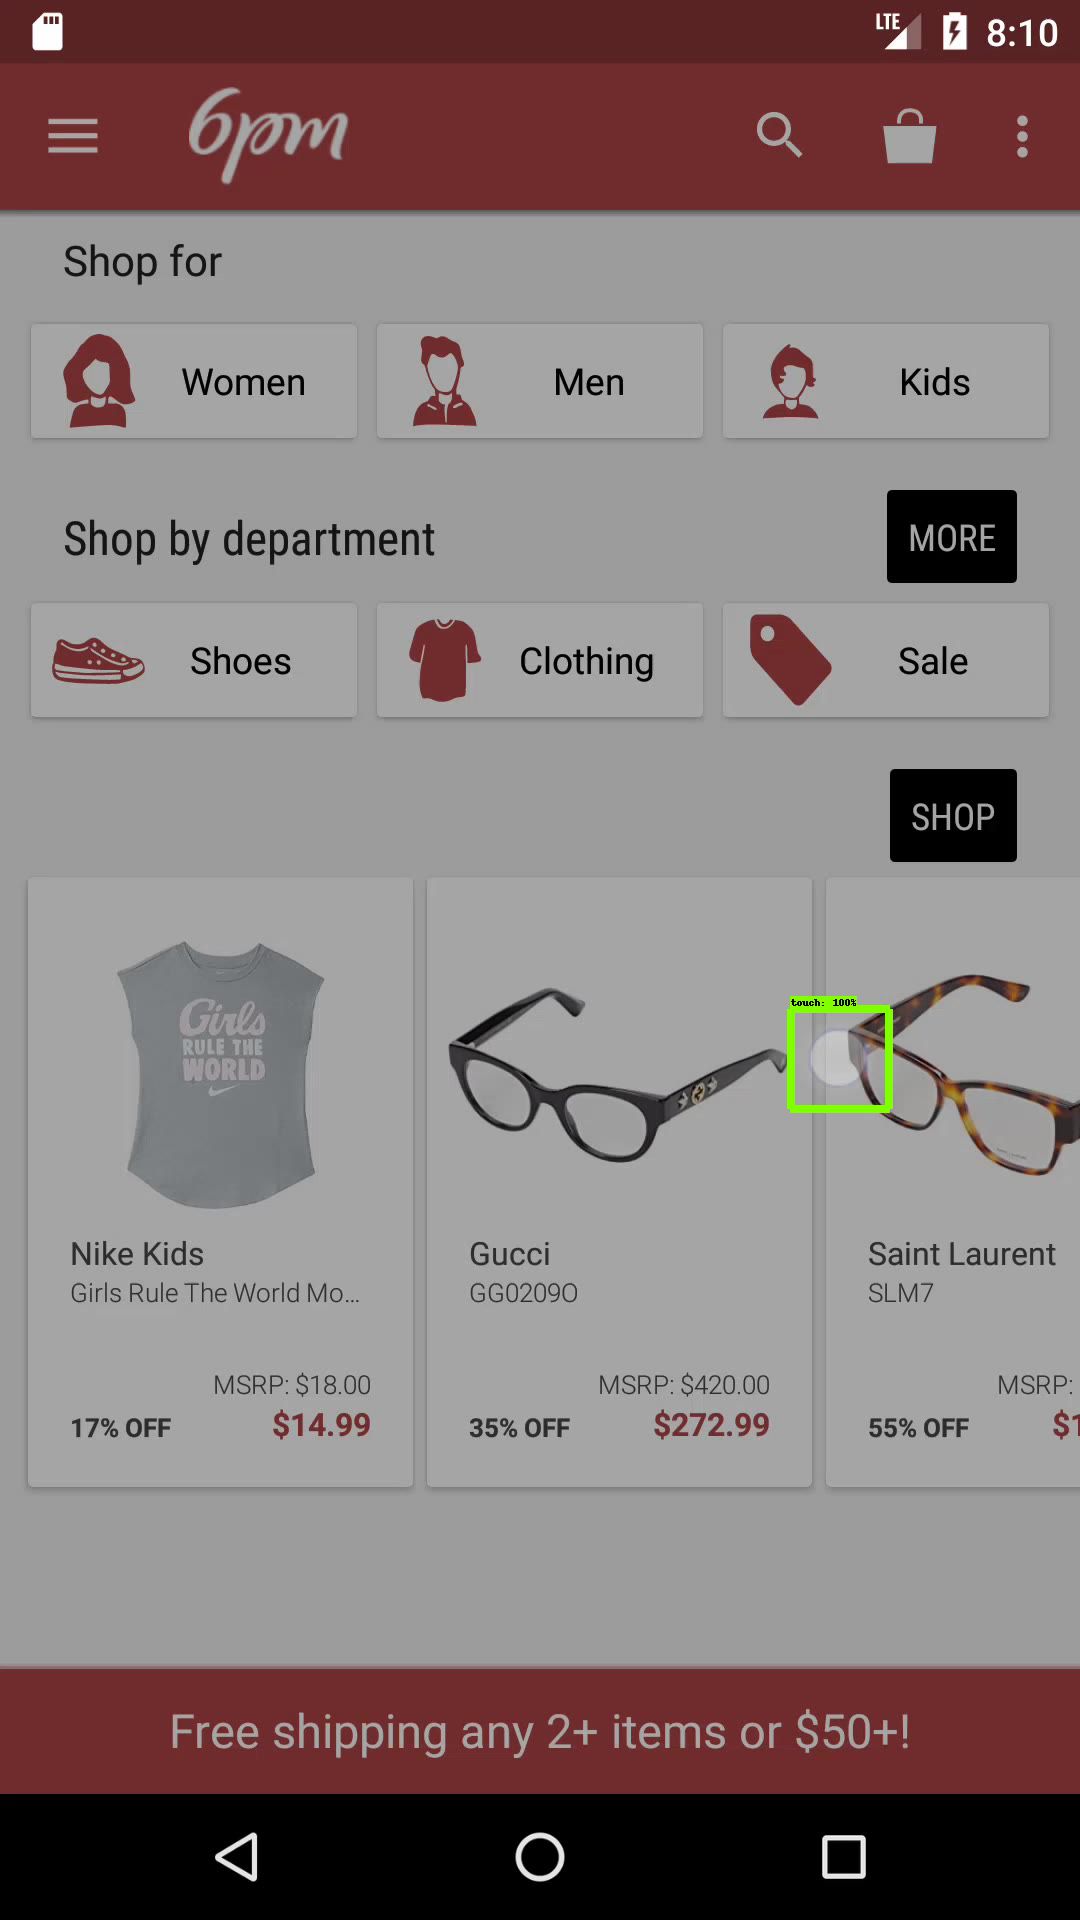 LTE 8:10
6pm
Shop for
Women Men Kids
Shop by department MORE
Shoes Clothing Sale
SHOP
touch: 100%
Girls
RULE THE
WORLD
Nike Kids
Girls Rule The World Mo...
MSRP: $18.00
17% OFF $14.99
Gucci
GG0209O
MSRP: $420.00
35% OFF $272.99
Saint Laurent
SLM7
MSRP:
55% OFF $1
Free shipping any 2+ items or $50+!